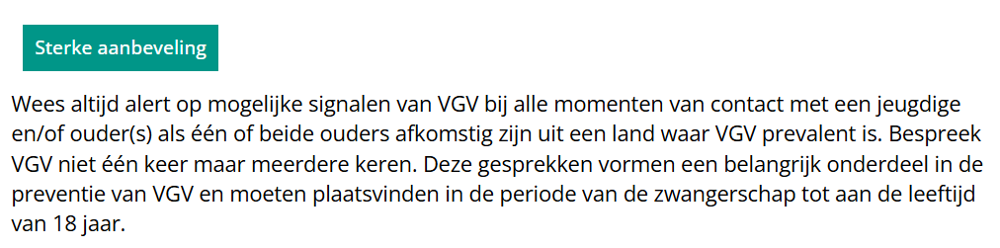 Sterke aanbeveling
Wees altijd alert op mogelijke signalen van VGV bij alle momenten van contact met een jeugdige
en/of ouder(s) als één of beide ouders afkomstig zijn uit een land waar VGV prevalent is. Bespreek
VGV niet één keer maar meerdere keren. Deze gesprekken vormen een belangrijk onderdeel in de
preventie van VGV en moeten plaatsvinden in de periode van de zwangerschap tot aan de leeftijd
van 18 jaar.